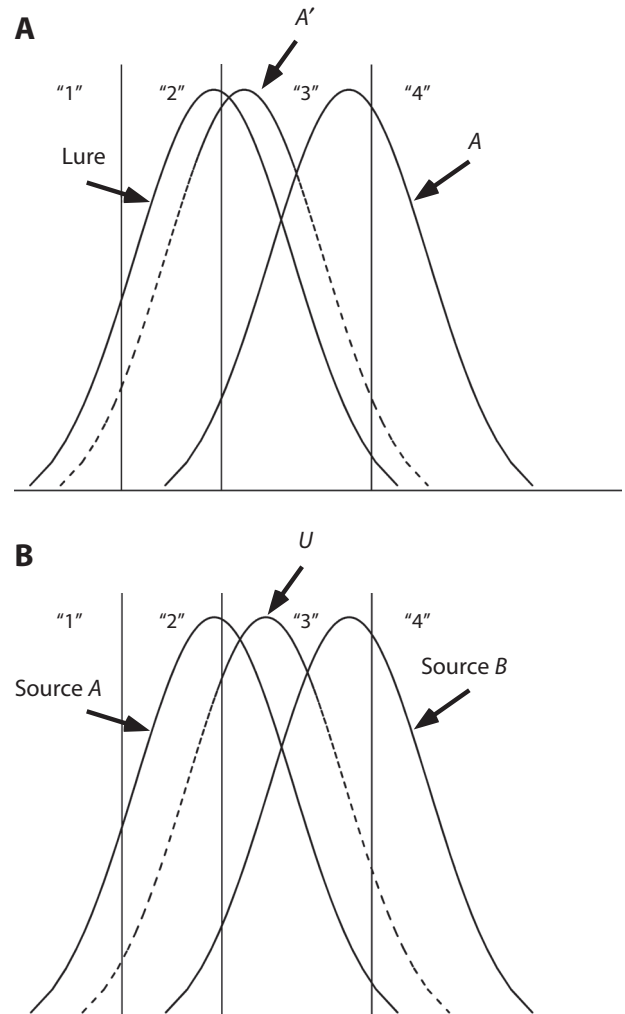 A
A′
“1” “2” “3” “4”
Lure
A
B
U
“1” “2” “3” “4”
Source A
Source B